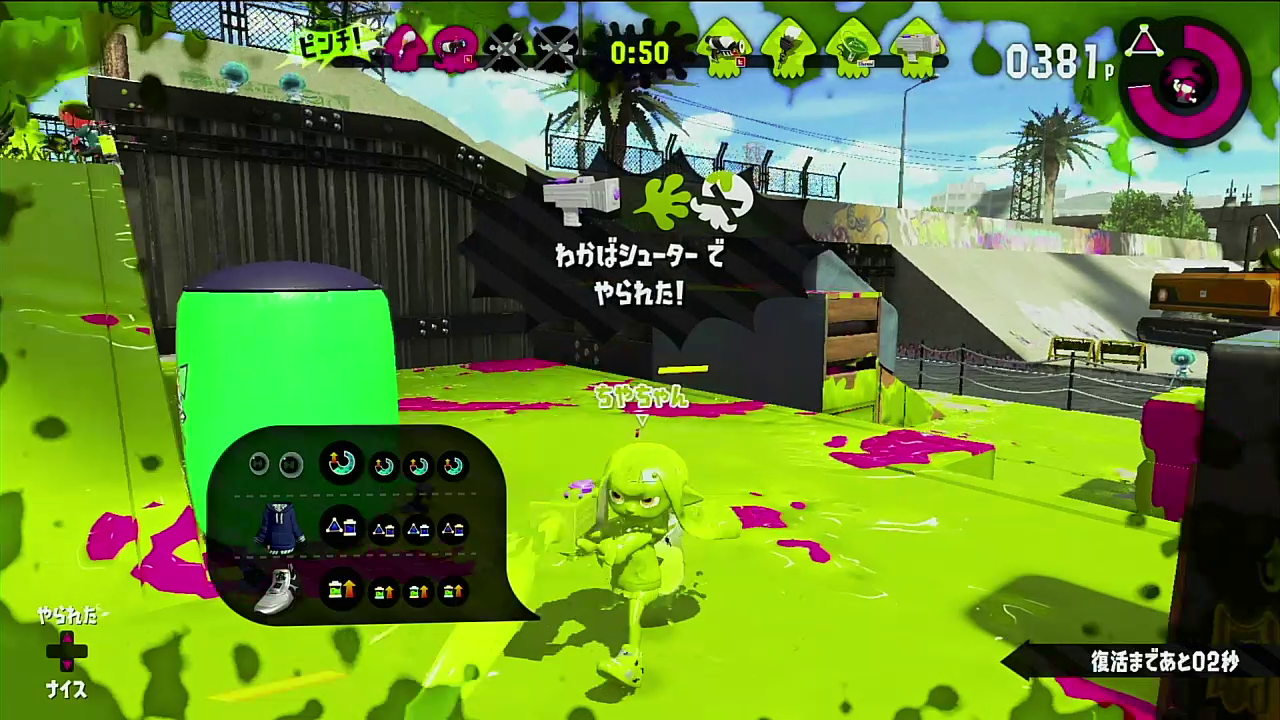 ピンチ!
0:50
0381p
わかばシューター で
やられた!
ちやちゃん
やられた
ナイス
復活まであと02秒